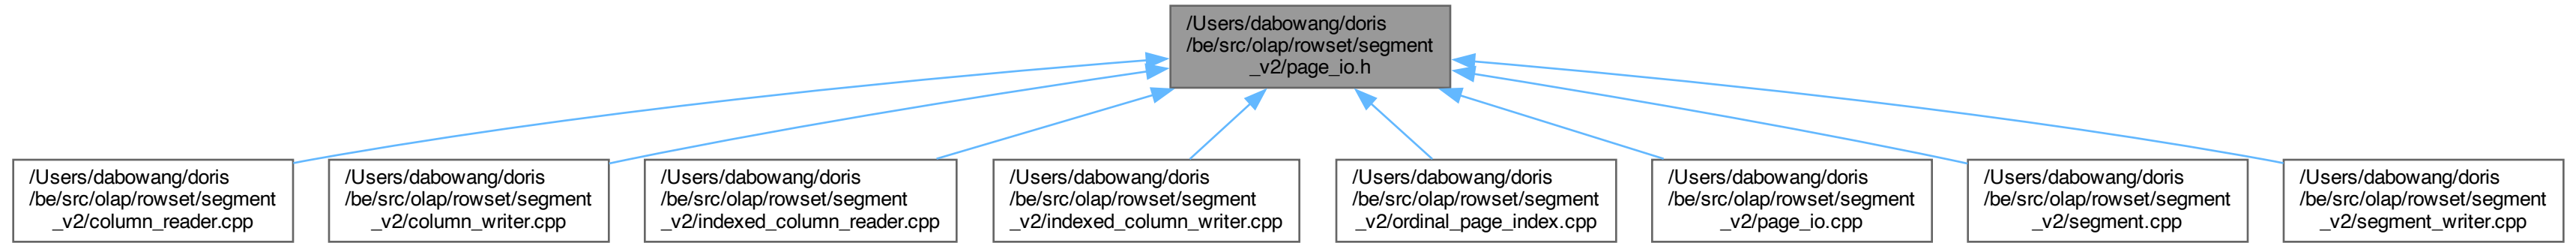 /Users/dabowang/doris
/be/src/olap/rowset/segment
_v2/page_io.h
/Users/dabowang/doris
/be/src/olap/rowset/segment
_v2/column_reader.cpp
/Users/dabowang/doris
/be/src/olap/rowset/segment
_v2/column_writer.cpp
/Users/dabowang/doris
/be/src/olap/rowset/segment
_v2/indexed_column_reader.cpp
/Users/dabowang/doris
/be/src/olap/rowset/segment
_v2/indexed_column_writer.cpp
/Users/dabowang/doris
/be/src/olap/rowset/segment
_v2/ordinal_page_index.cpp
/Users/dabowang/doris
/be/src/olap/rowset/segment
_v2/page_io.cpp
/Users/dabowang/doris
/be/src/olap/rowset/segment
_v2/segment.cpp
/Users/dabowang/doris
/be/src/olap/rowset/segment
_v2/segment_writer.cpp